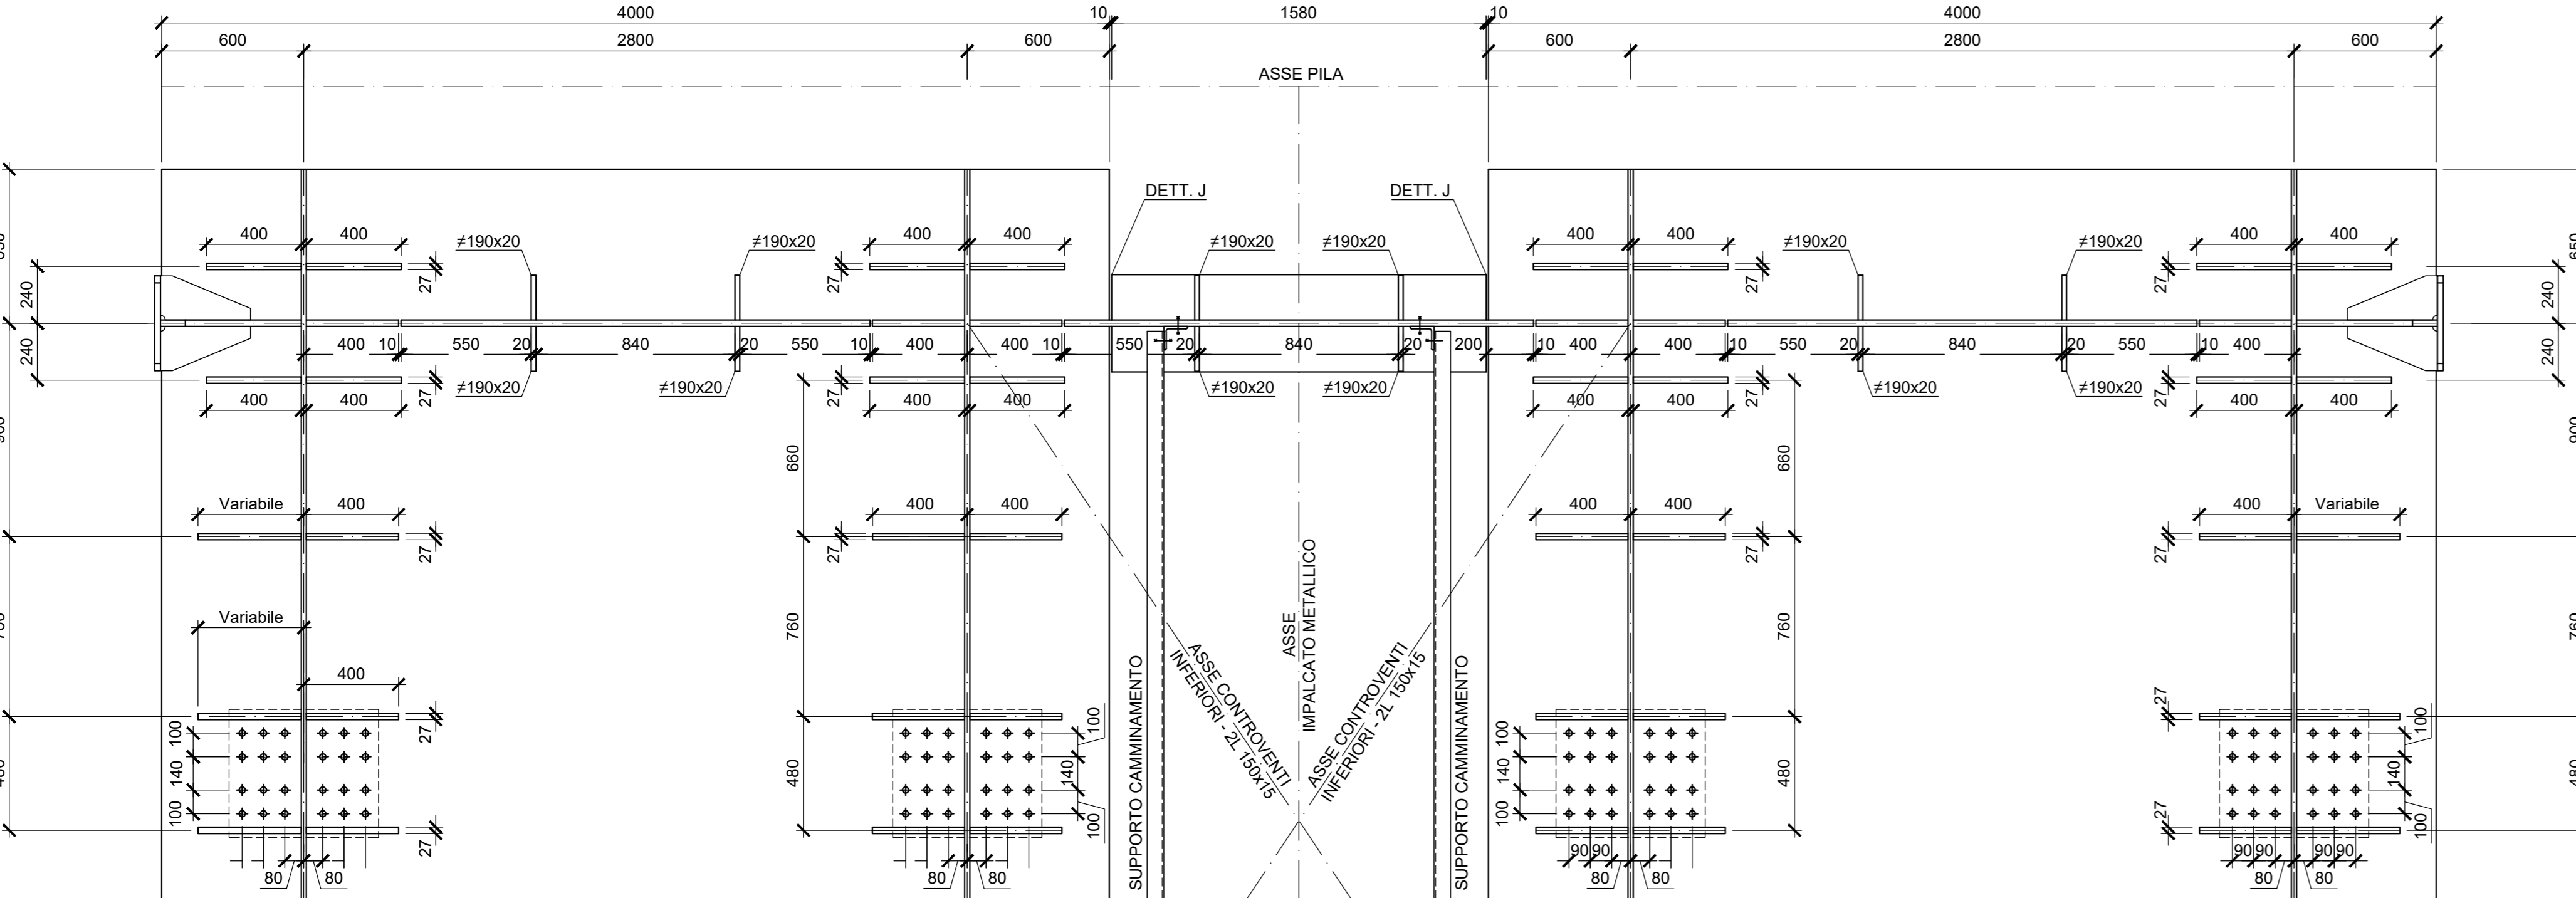 4000 10 1580 10 4000
600 2800 600 600 2800 600
ASSE PILA
DETT. J DETT. J
400 400 ≠190x20 ≠190x20 400 400 ≠190x20 ≠190x20 400 400 ≠190x20 ≠190x20 400 400
650
27 27 27 27
240 240
240 240
400 10 550 20 840 20 550 10 400 400 10 550 20 840 20 200 10 400 400 10 550 20 840 20 550 10 400
≠190x20 ≠190x20 ≠190x20 ≠190x20 ≠190x20 ≠190x20
27 27 27 27
400 400 400 400 400 400 400 400
900
660 660
Variabile 400 400 400 400 400 400 Variabile
27 27 27 27
760 760 760
Variabile
400
ASSE
IMPALCATO METALLICO
ASSE CONTROVENTI
INFERIORI - 2L 150x15
ASSE CONTROVENTI
INFERIORI - 2L 150x15
SUPPORTO CAMMINAMENTO
SUPPORTO CAMMINAMENTO
27 27
100 100 100 100
140 140 140 140
100 100 100 100
480 480 480
27 27
90 90 90 90 90 90
80 80 80 80 80 80 80 80